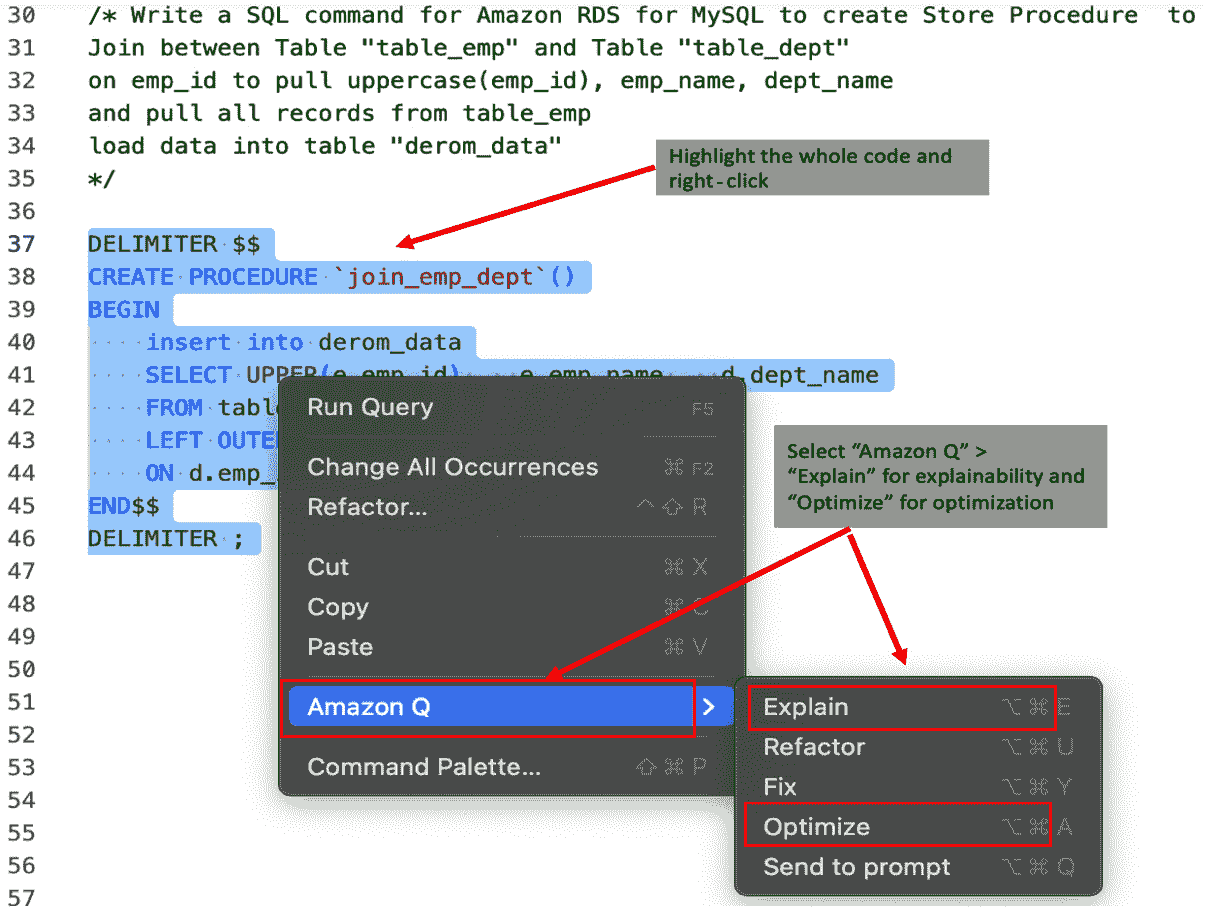 30 /* Write a SQL command for Amazon RDS for MySQL to create Store Procedure  to
31 Join between Table "table_emp" and Table "table_dept"
32 on emp_id to pull uppercase(emp_id), emp_name, dept_name
33 and pull all records from table_emp
34 load data into table "derom_data"
35 */
Highlight the whole code and
right-click
36
37 DELIMITER $$
38 CREATE PROCEDURE `join_emp_dept`()
39 BEGIN
40 insert into derom_data
41 SELECT UPPER(e.emp_id), e.emp_name, d.dept_name
42 FROM
43 LEFT
44 ON d.emp_
45 END$$
46 DELIMITER ;
47
48
49
50
51
52
53
54
55
56
57
Run Query F5
Change All Occurrences ⌘ F2
Refactor... ^ ⇧ R
Cut ⌘ X
Copy ⌘ C
Paste ⌘ V
Amazon Q >
Command Palette... ⇧ ⌘ P
Select “Amazon Q” >
“Explain” for explainability and
“Optimize” for optimization
Explain ⌥ ⌘ E
Refactor ⌥ ⌘ U
Fix ⌥ ⌘ Y
Optimize ⌥ ⌘ A
Send to prompt ⌥ ⌘ Q